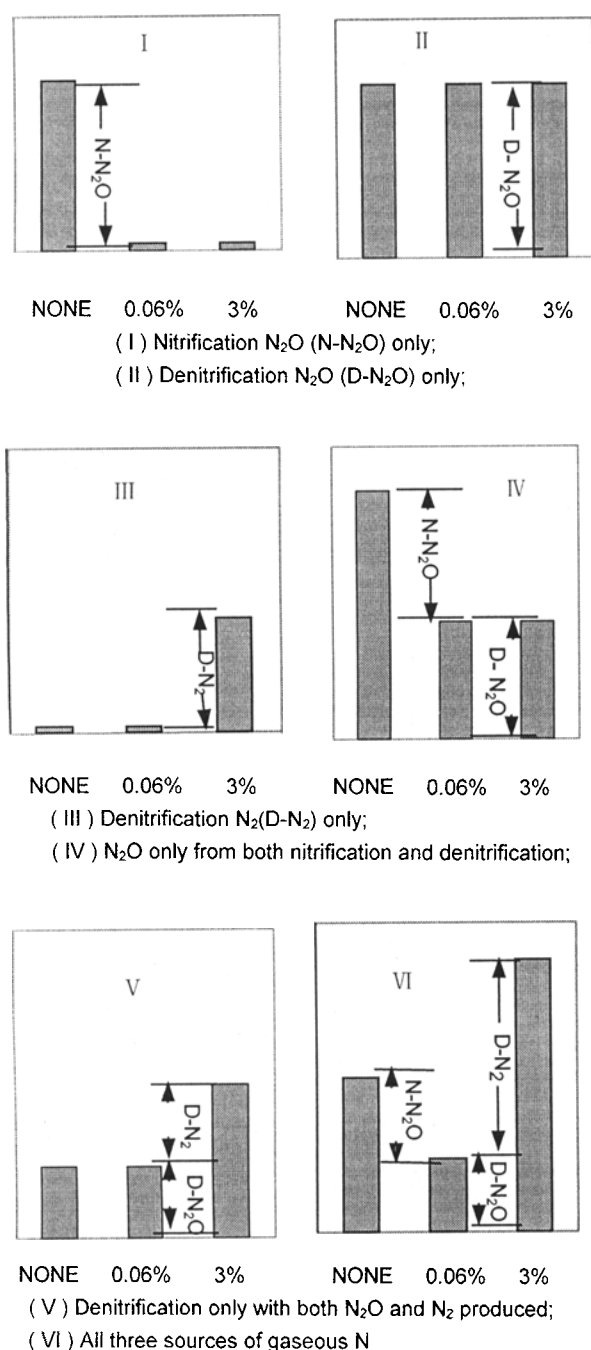 I
II
N-N₂O
D- N₂O
NONE 0.06% 3% NONE 0.06% 3%
( I ) Nitrification N₂O (N-N₂O) only;
( II ) Denitrification N₂O (D-N₂O) only;
III
IV
D-N₂
N-N₂O
D- N₂O
NONE 0.06% 3% NONE 0.06% 3%
( III ) Denitrification N₂(D-N₂) only;
( IV ) N₂O only from both nitrification and denitrification;
V
VI
D-N₂
D-N₂O
N-N₂O
D-N₂
D-N₂O
NONE 0.06% 3% NONE 0.06% 3%
( V ) Denitrification only with both N₂O and N₂ produced;
( VI ) All three sources of gaseous N